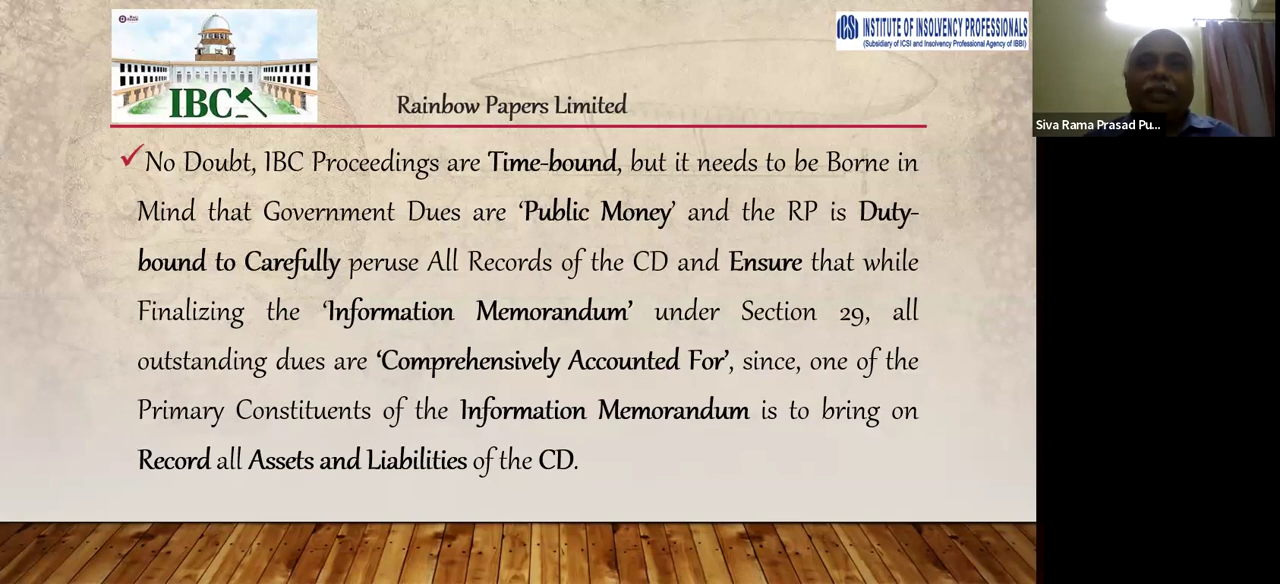 IBC
ICSI INSTITUTE OF INSOLVENCY PROFESSIONALS
(Subsidiary of ICSI and Insolvency Professional Agency of IBBI)
Siva Rama Prasad Pu...
Rainbow Papers Limited
No Doubt, IBC Proceedings are Time-bound, but it needs to be Borne in
Mind that Government Dues are ‘Public Money’ and the RP is Duty-
bound to Carefully peruse All Records of the CD and Ensure that while
Finalizing the ‘Information Memorandum’ under Section 29, all
outstanding dues are ‘Comprehensively Accounted For’, since, one of the
Primary Constituents of the Information Memorandum is to bring on
Record all Assets and Liabilities of the CD.